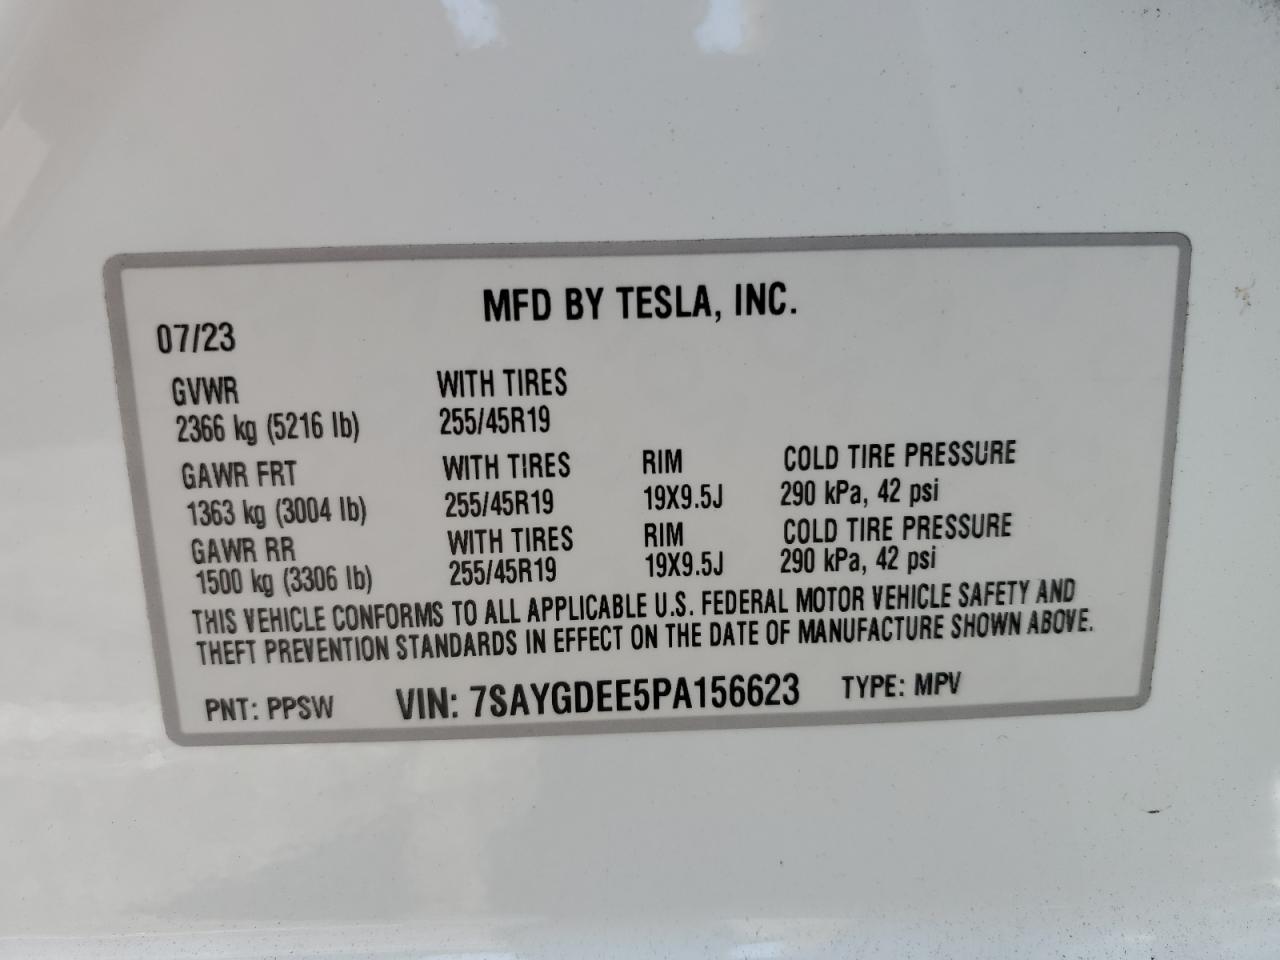 MFD BY TESLA, INC.
07/23
GVWR WITH TIRES
2366 kg (5216 lb) 255/45R19
GAWR FRT WITH TIRES RIM COLD TIRE PRESSURE
1363 kg (3004 lb) 255/45R19 19X9.5J 290 kPa, 42 psi
GAWR RR WITH TIRES RIM COLD TIRE PRESSURE
1500 kg (3306 lb) 255/45R19 19X9.5J 290 kPa, 42 psi
THIS VEHICLE CONFORMS TO ALL APPLICABLE U.S. FEDERAL MOTOR VEHICLE SAFETY AND
THEFT PREVENTION STANDARDS IN EFFECT ON THE DATE OF MANUFACTURE SHOWN ABOVE.
PNT: PPSW VIN: 7SAYGDEE5PA156623 TYPE: MPV